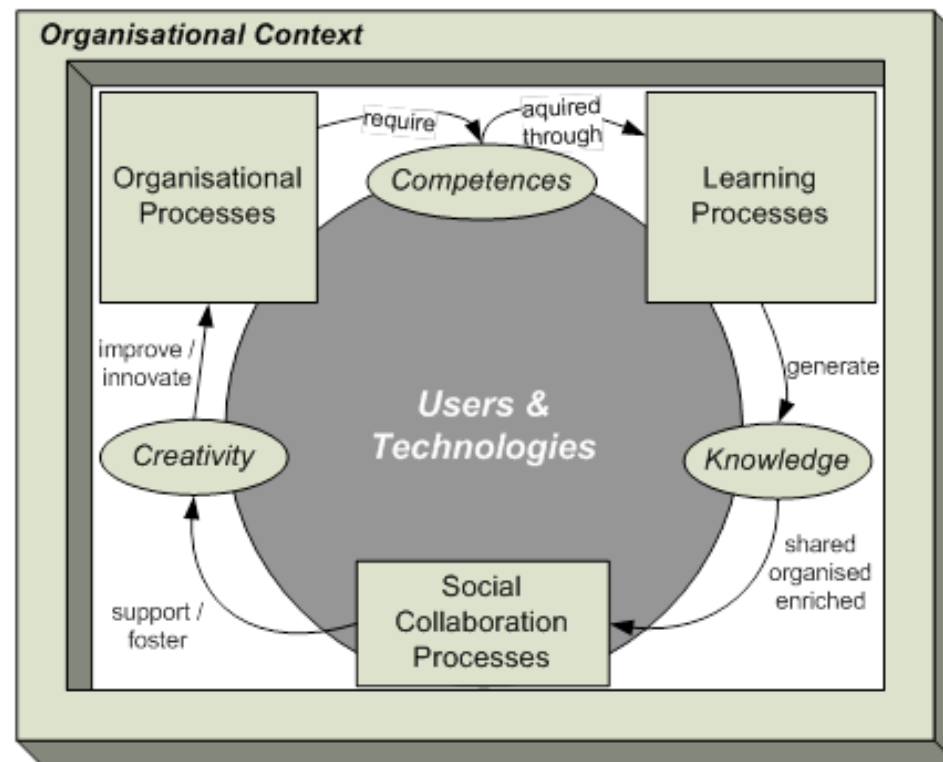 Organisational Context
require
aquired
through
Organisational
Processes
Competences
Learning
Processes
improve /
innovate
generate
Users &
Technologies
Creativity
Knowledge
shared
organised
enriched
support /
foster
Social
Collaboration
Processes